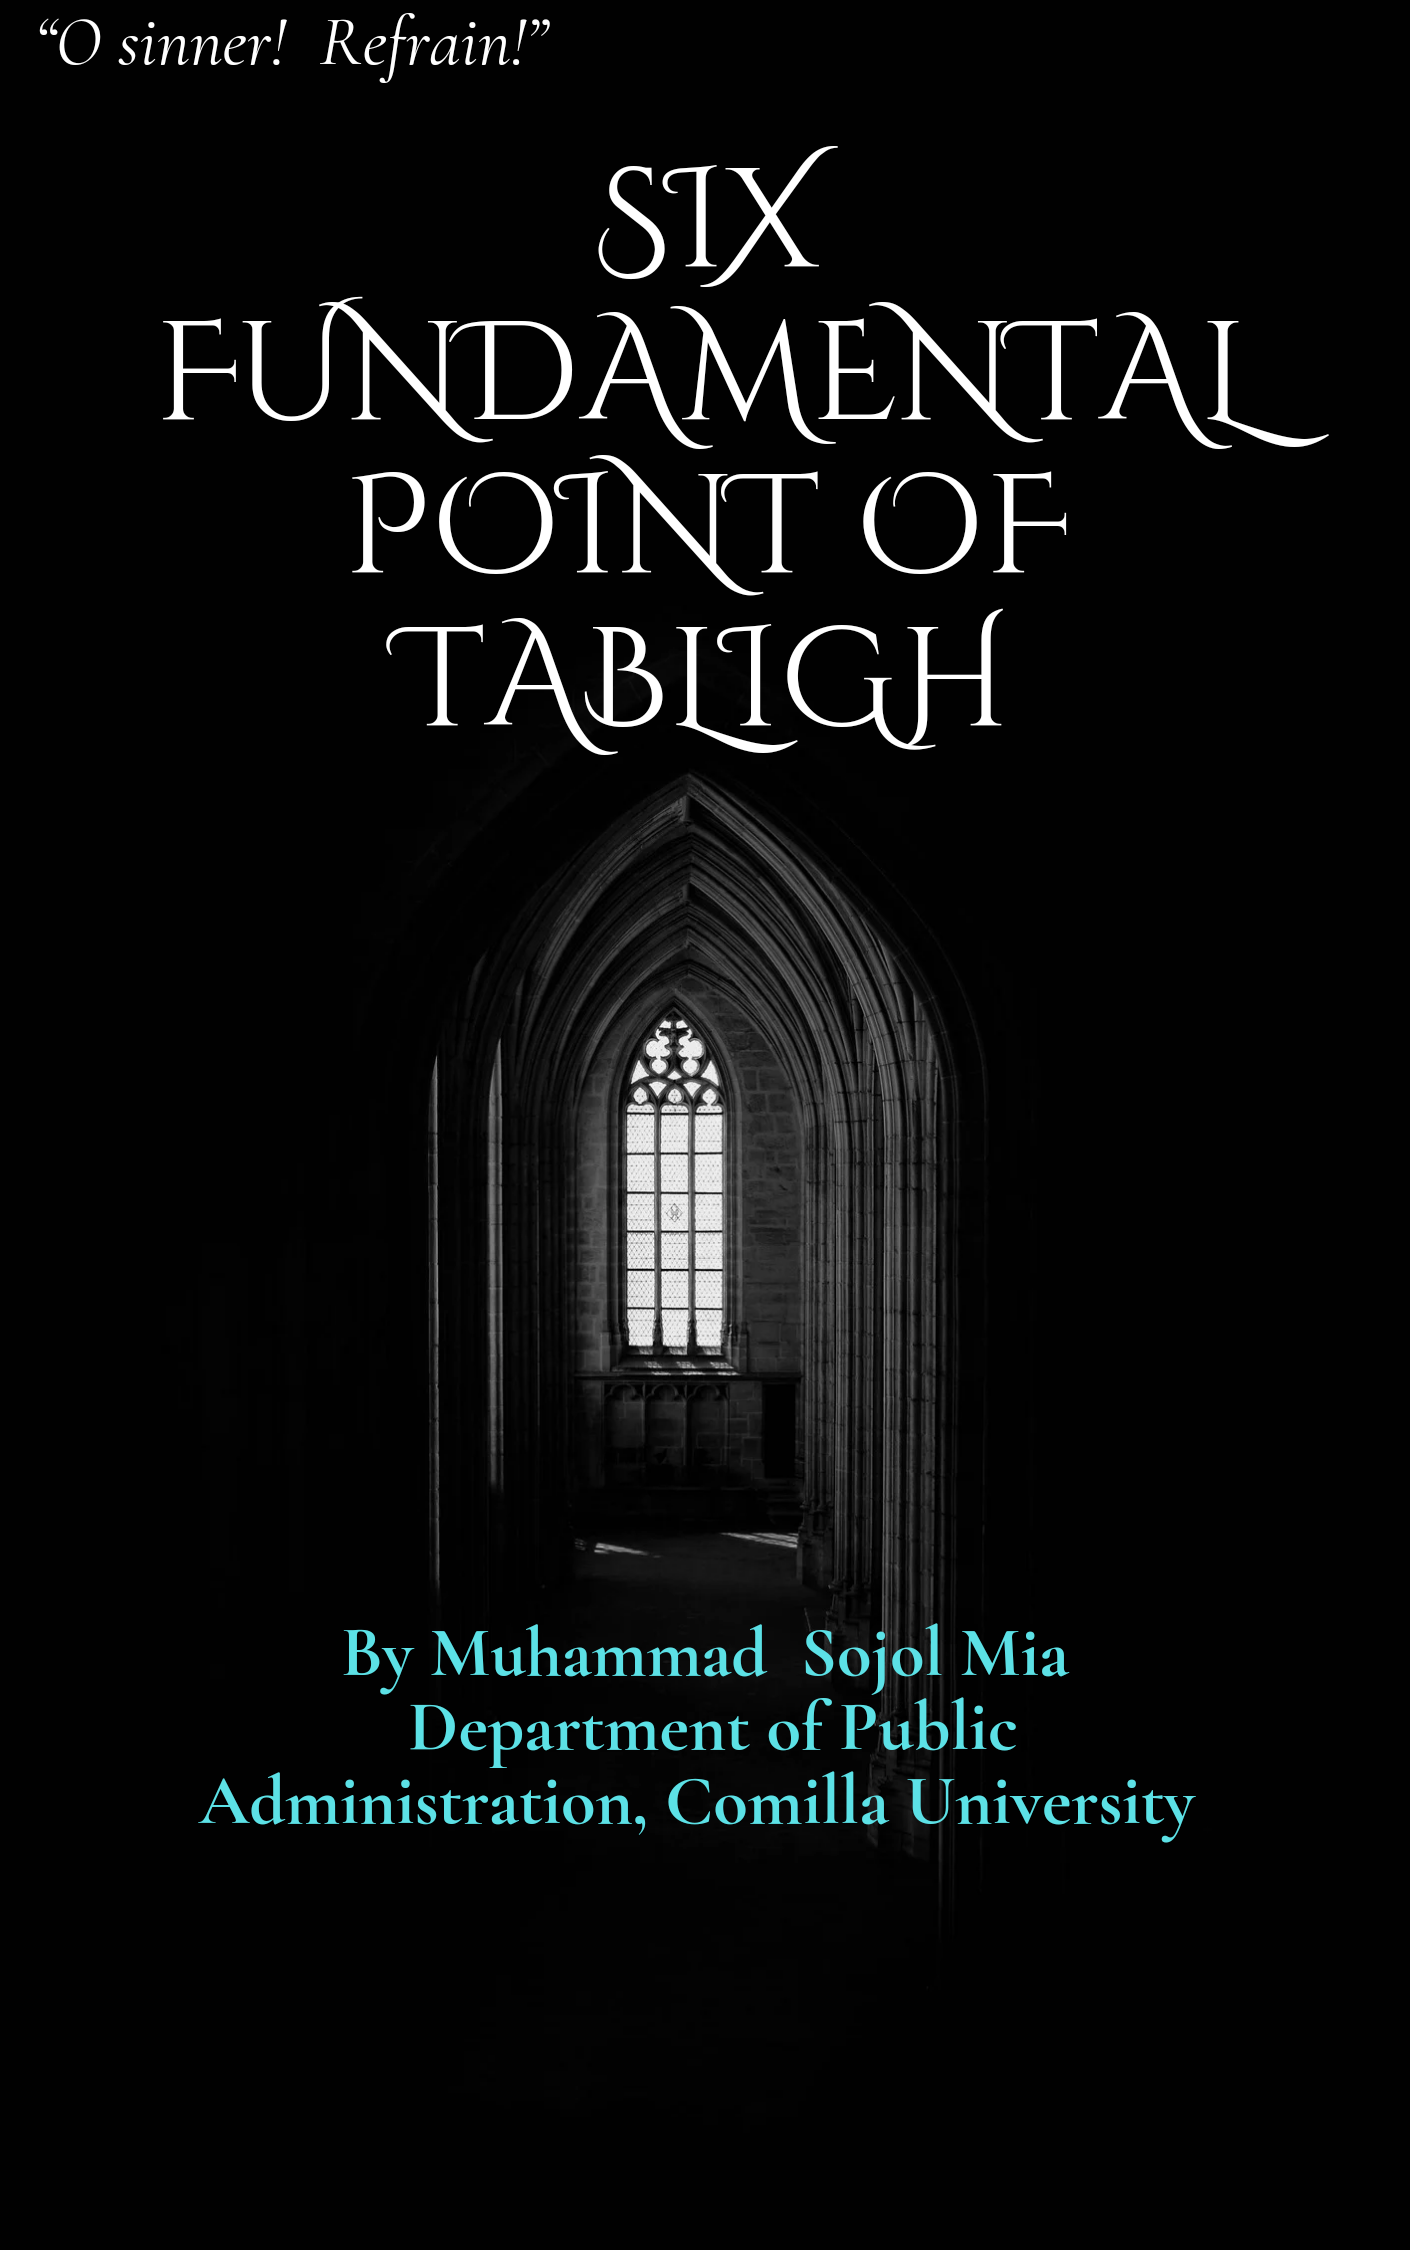 “O sinner!  Refrain!”
SIX
FUNDAMENTAL
POINT OF
TABLIGH
By Muhammad  Sojol Mia
Department of Public
Administration, Comilla University